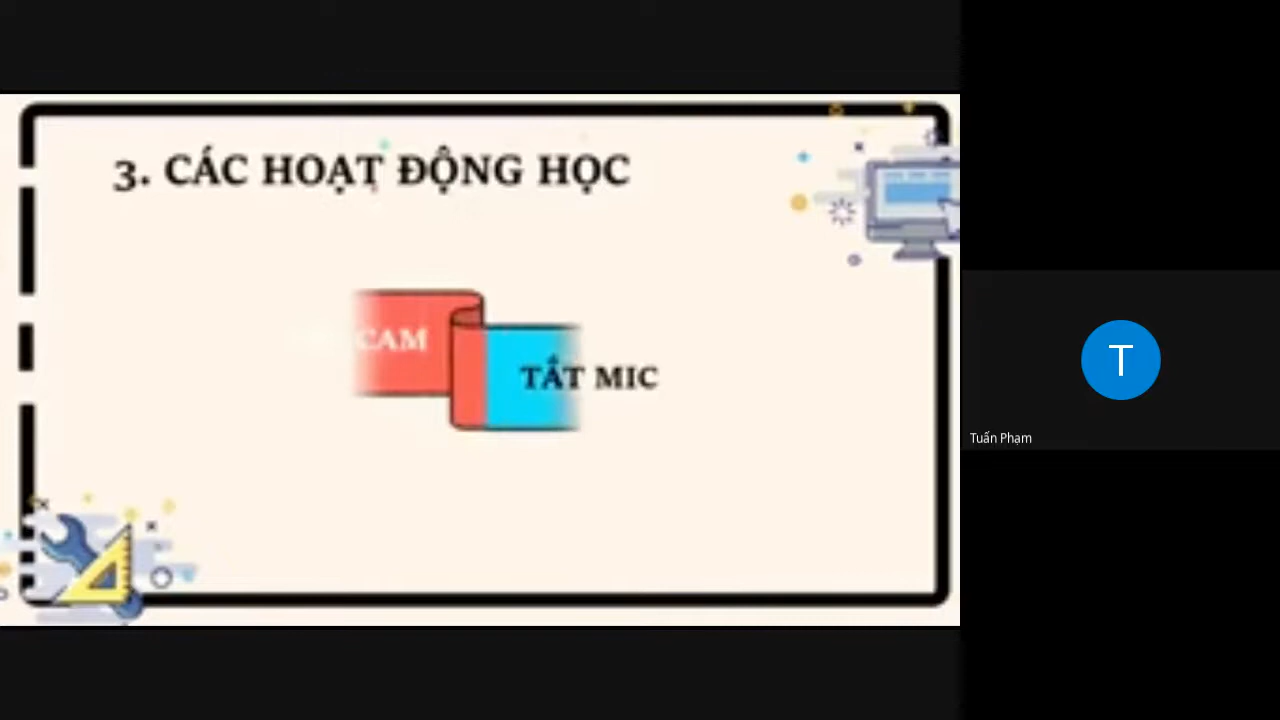 3. CÁC HOẠT ĐỘNG HỌC
CAM
TẮT MIC
T
Tuấn Phạm